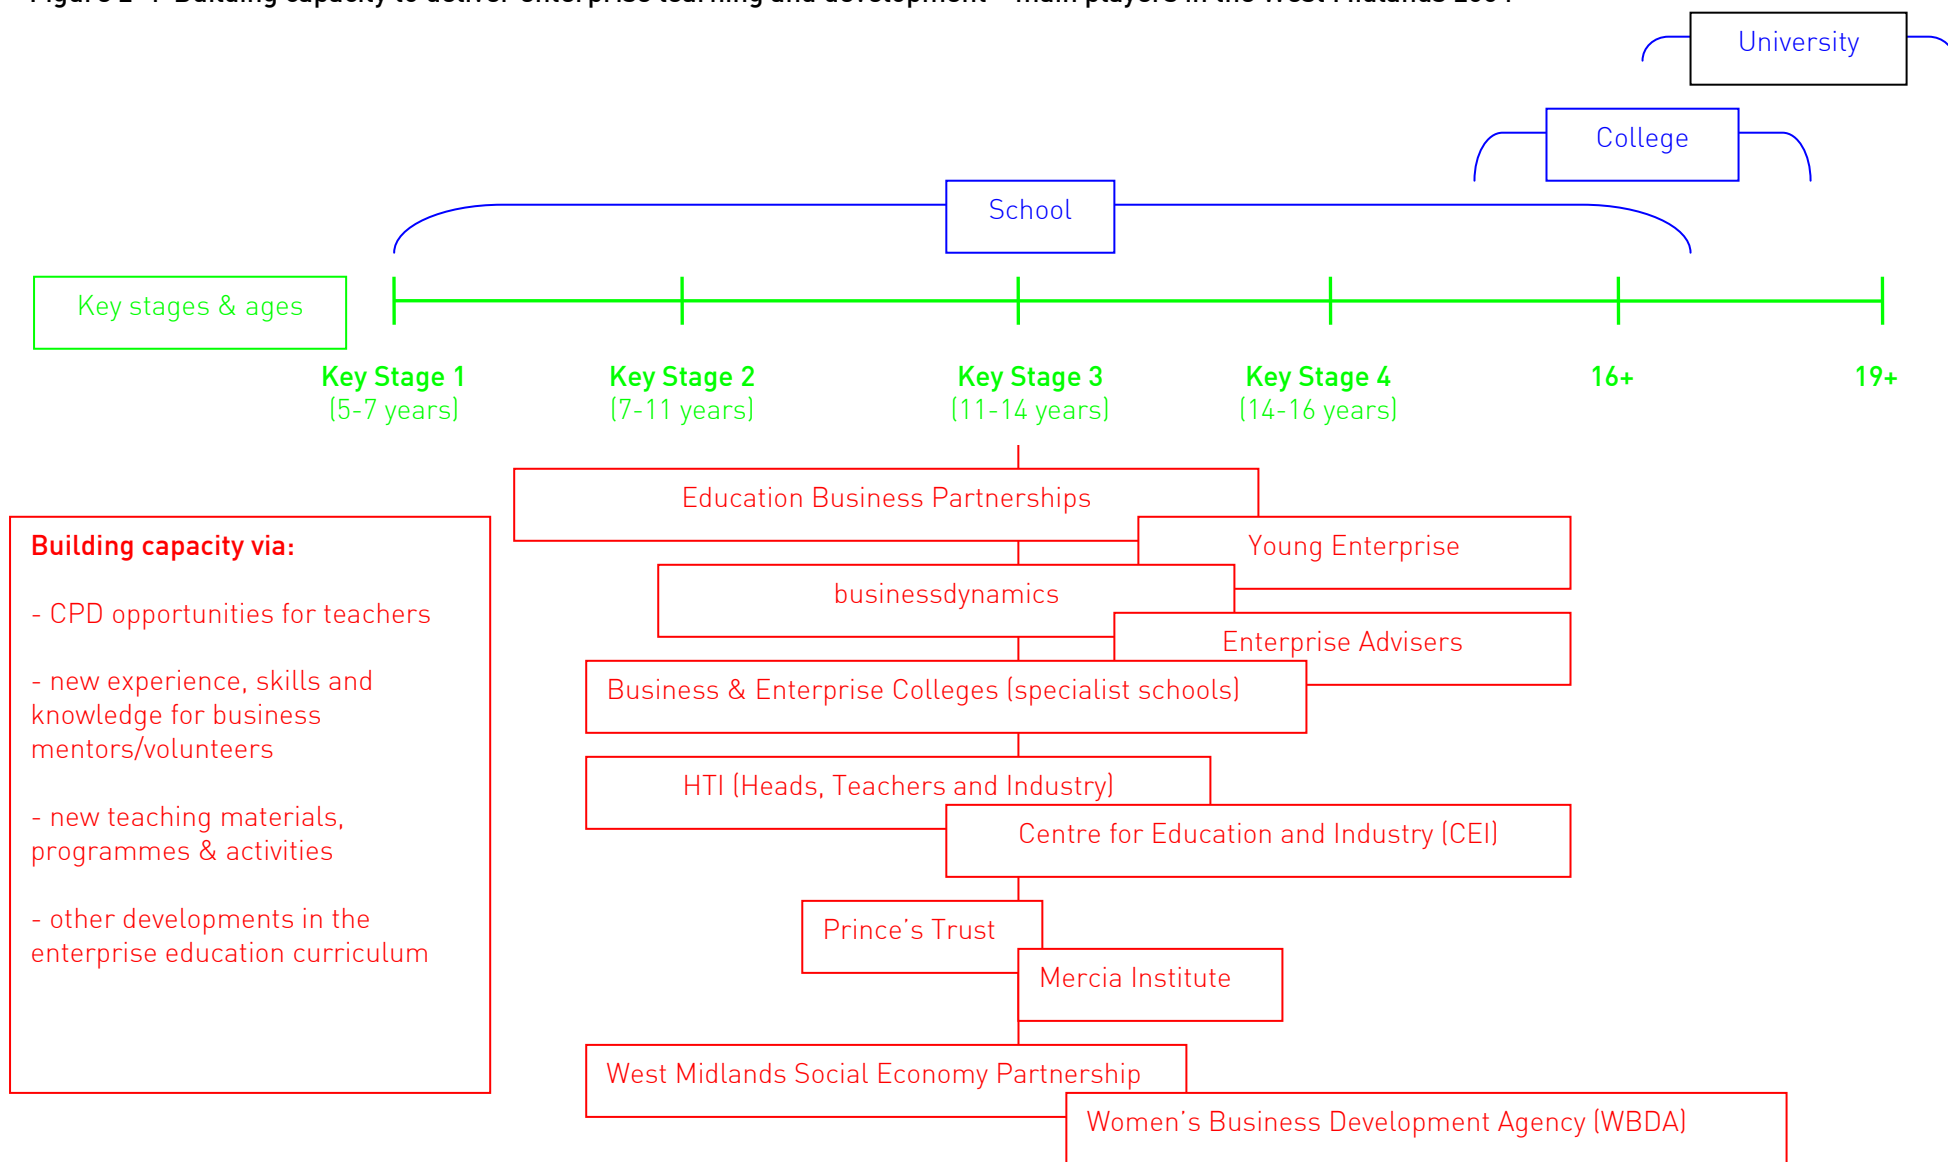 University
College
School
Key stages & ages
Key Stage 1
(5-7 years)
Key Stage 2
(7-11 years)
Key Stage 3
(11-14 years)
Key Stage 4
(14-16 years)
16+
19+
Building capacity via:
- CPD opportunities for teachers
- new experience, skills and
knowledge for business
mentors/volunteers
- new teaching materials,
programmes & activities
- other developments in the
enterprise education curriculum
Education Business Partnerships
Young Enterprise
businessdynamics
Enterprise Advisers
Business & Enterprise Colleges (specialist schools)
HTI (Heads, Teachers and Industry)
Centre for Education and Industry (CEI)
Prince's Trust
Mercia Institute
West Midlands Social Economy Partnership
Women's Business Development Agency (WBDA)